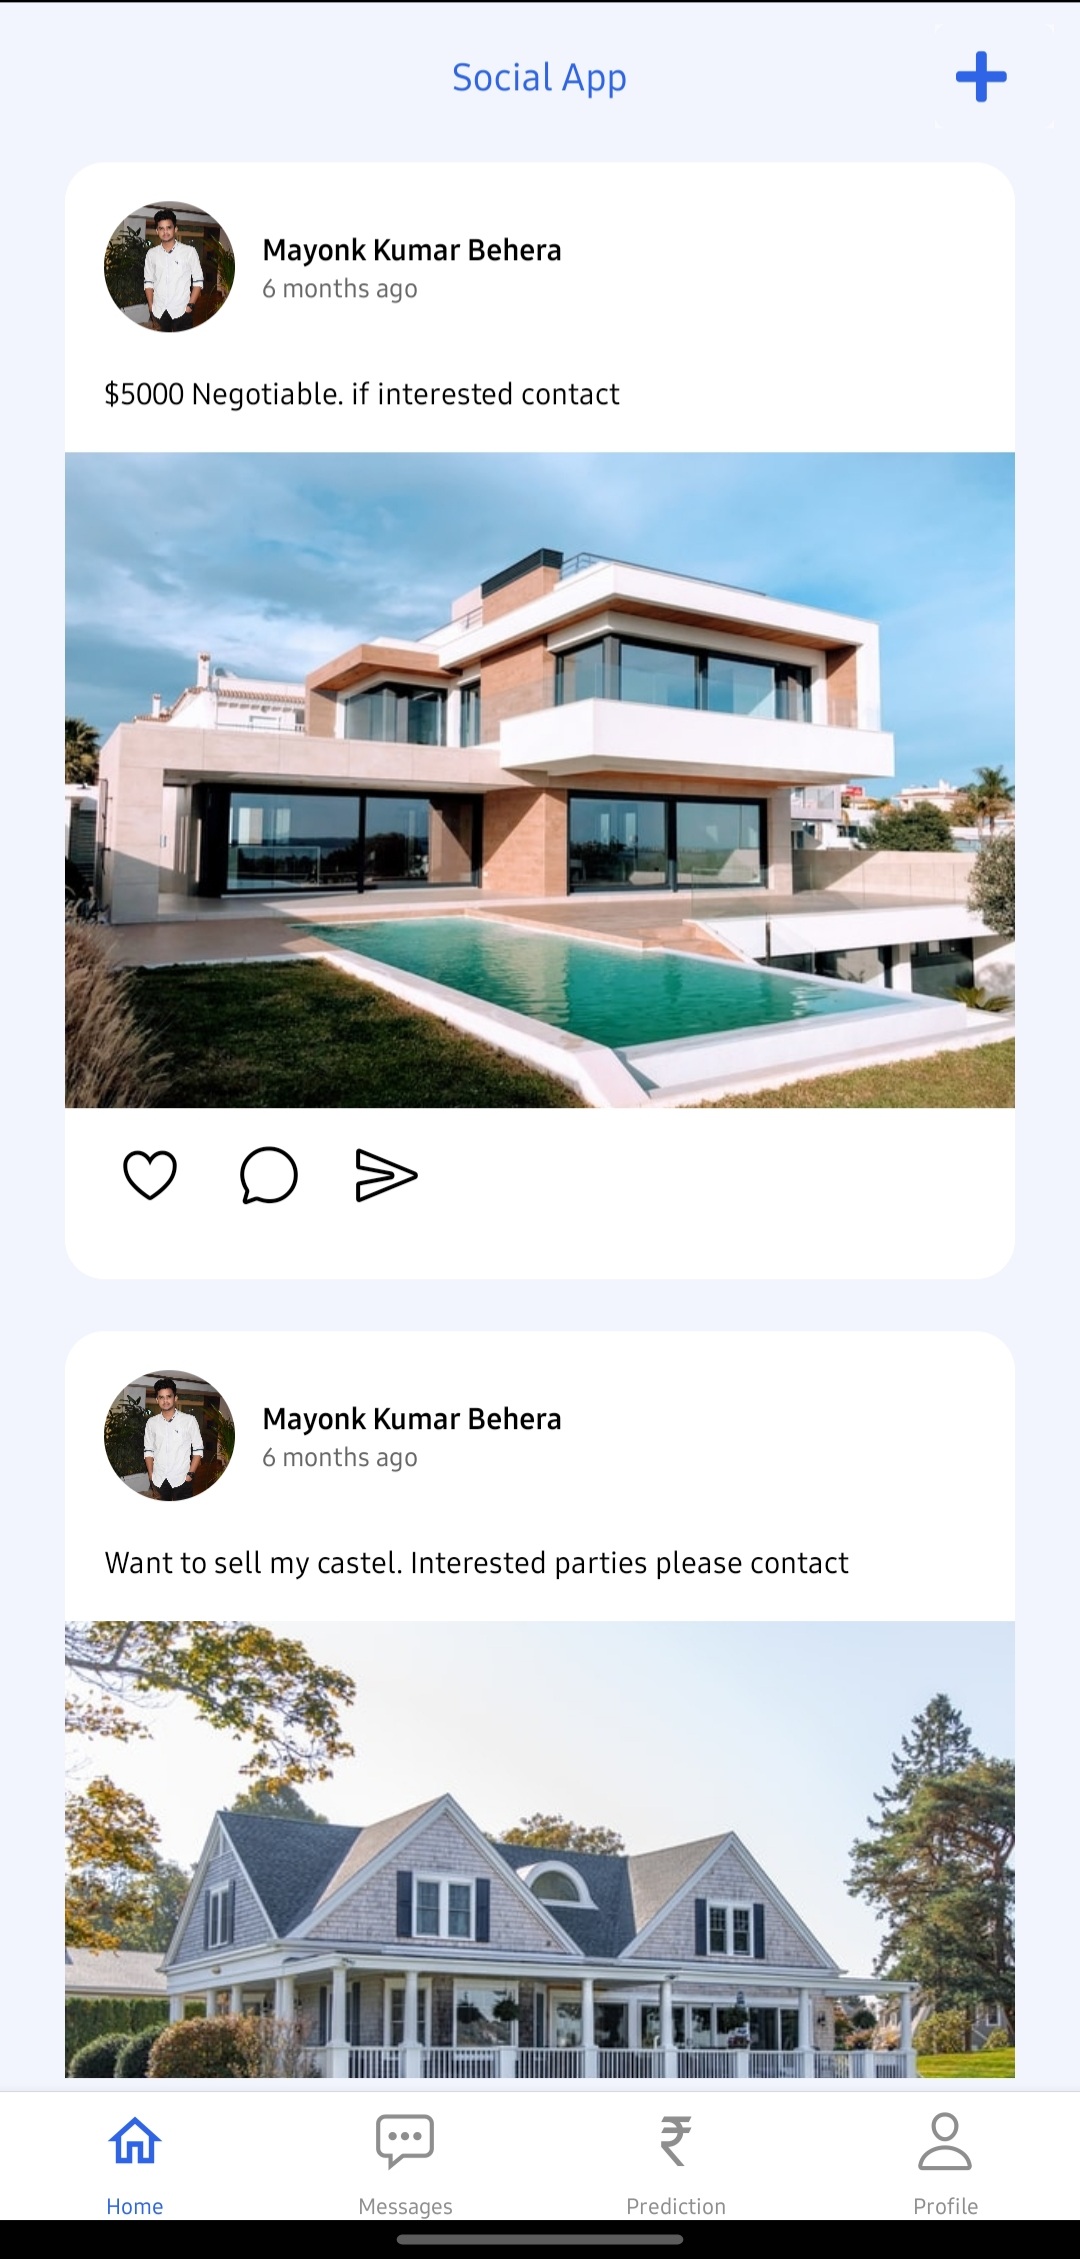 Social App
Mayonk Kumar Behera
6 months ago
$5000 Negotiable. if interested contact
Mayonk Kumar Behera
6 months ago
Want to sell my castel. Interested parties please contact
Home
Messages
Prediction
Profile